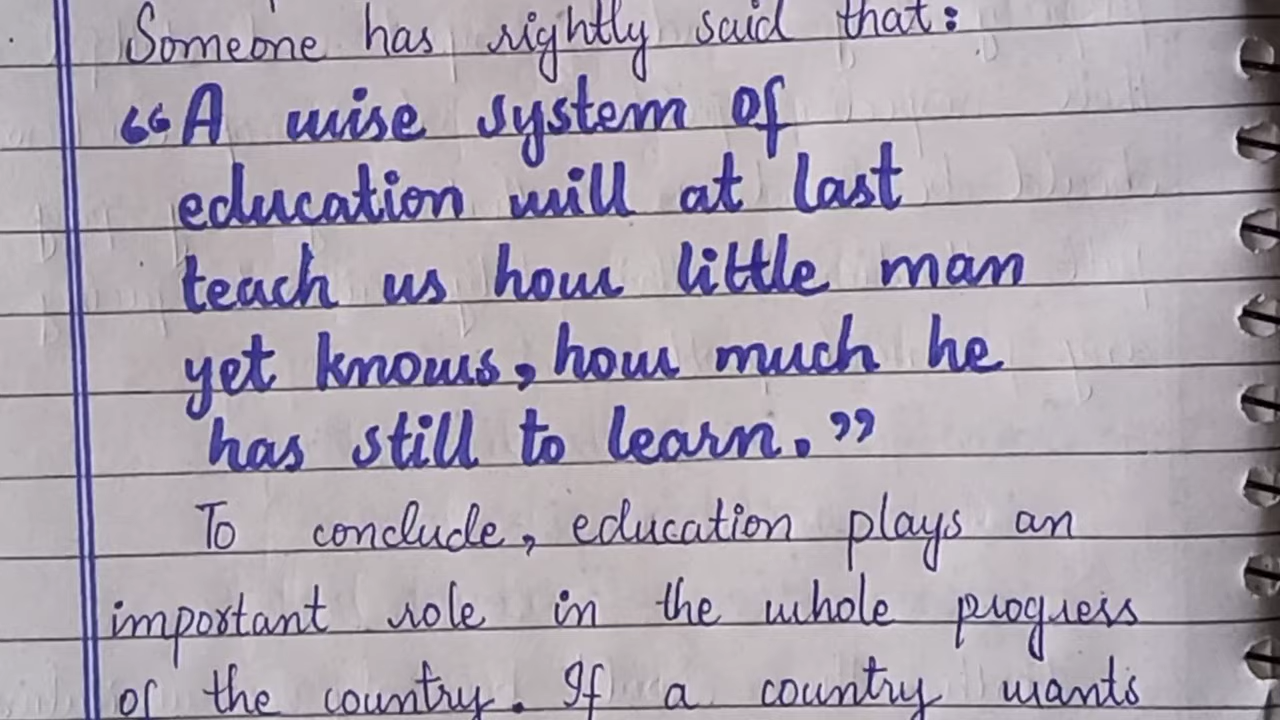 Someone has rightly said that:
“A wise system of
education will at last
teach us how little man
yet knows, how much he
has still to learn.”
To conclude, education plays an
important role in the whole progress
of the country. If a country wants